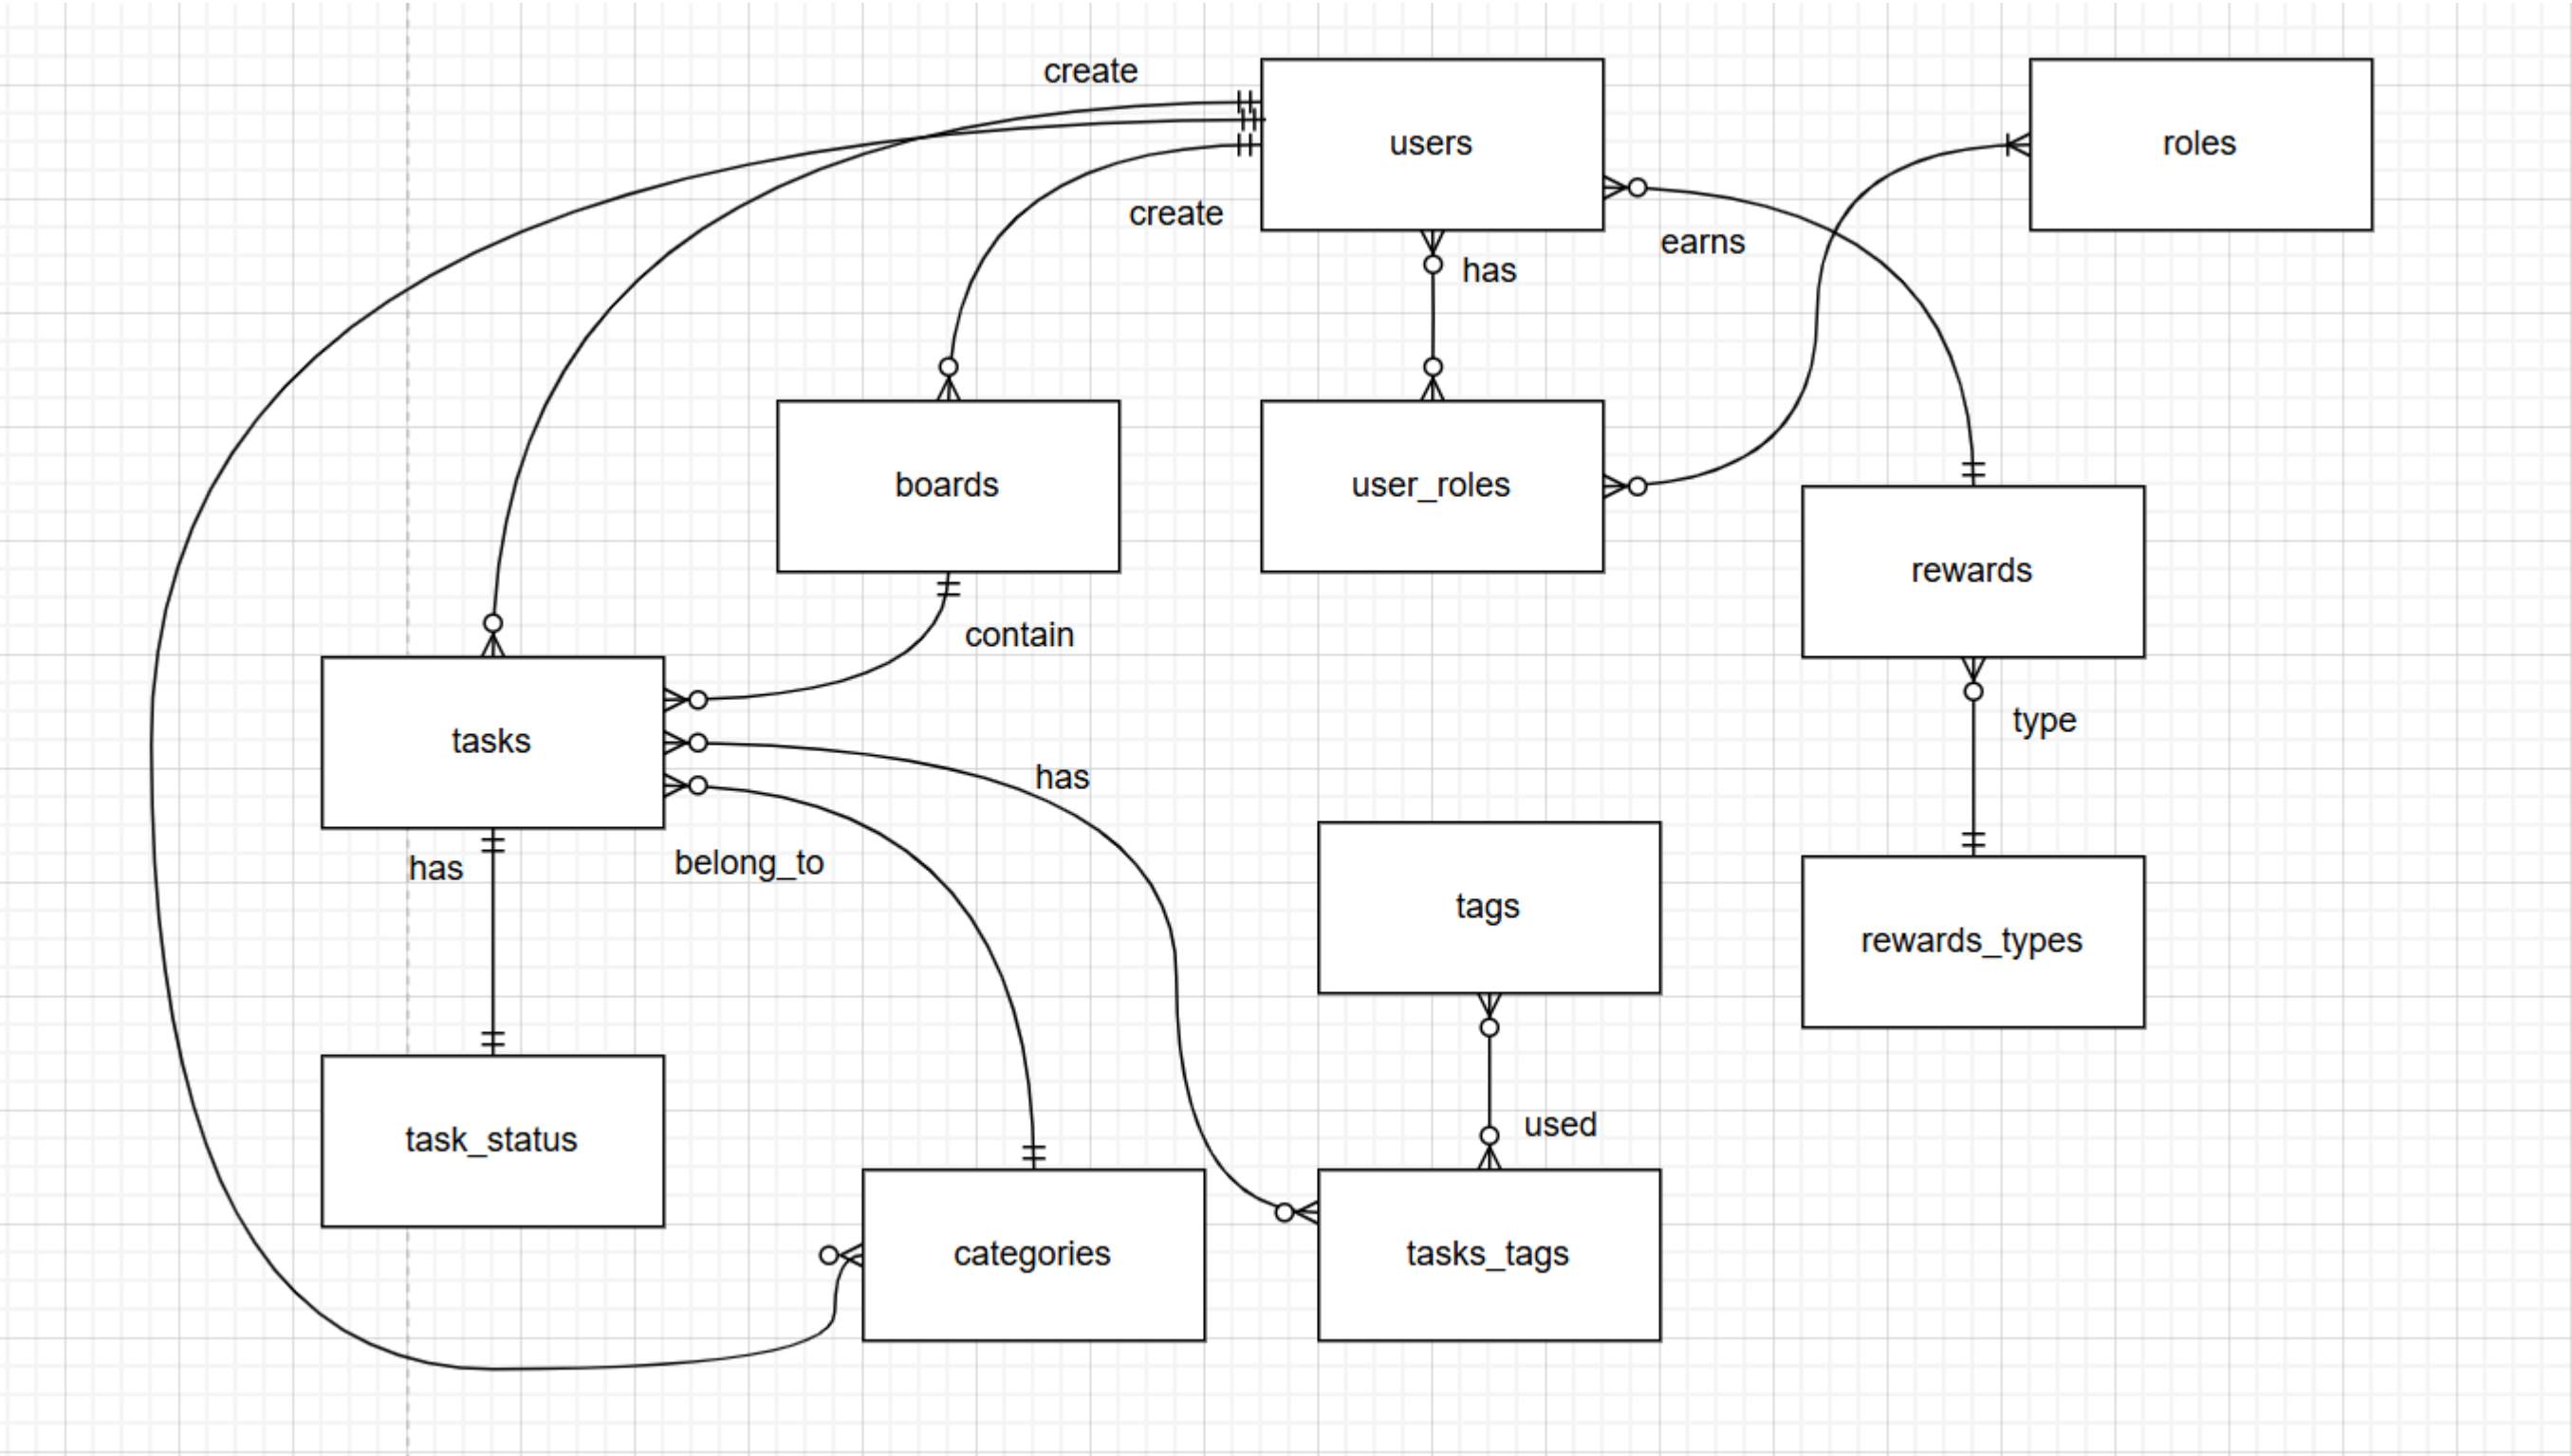 create
users
roles
create
earns
has
boards
user_roles
rewards
contain
type
tasks
has
has
belong_to
tags
rewards_types
used
task_status
categories
tasks_tags